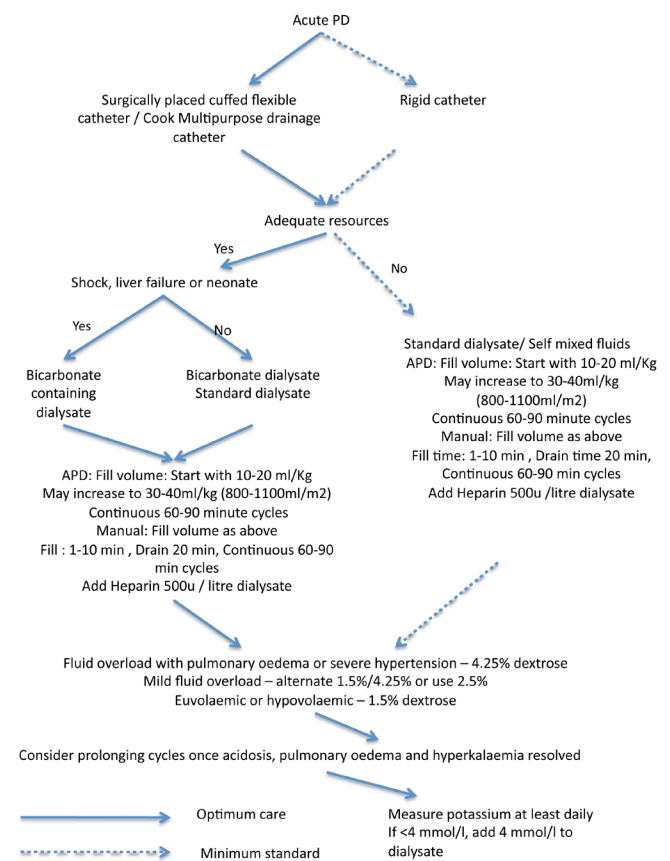 Acute PD
Surgically placed cuffed flexible
catheter / Cook Multipurpose drainage
catheter
Rigid catheter
Adequate resources
Yes
No
Shock, liver failure or neonate
Yes
No
Bicarbonate
containing
dialysate
Bicarbonate dialysate
Standard dialysate
Standard dialysate/ Self mixed fluids
APD: Fill volume: Start with 10-20 ml/Kg
May increase to 30-40ml/kg
(800-1100ml/m2)
Continuous 60-90 minute cycles
Manual: Fill volume as above
Fill time: 1-10 min , Drain time 20 min,
Continuous 60-90 min cycles
Add Heparin 500u /litre dialysate
APD: Fill volume: Start with 10-20 ml/Kg
May increase to 30-40ml/kg (800-1100ml/m2)
Continuous 60-90 minute cycles
Manual: Fill volume as above
Fill : 1-10 min , Drain 20 min, Continuous 60-90
min cycles
Add Heparin 500u / litre dialysate
Fluid overload with pulmonary oedema or severe hypertension – 4.25% dextrose
Mild fluid overload – alternate 1.5%/4.25% or use 2.5%
Euvolaemic or hypovolaemic – 1.5% dextrose
Consider prolonging cycles once acidosis, pulmonary oedema and hyperkalaemia resolved
Optimum care
Minimum standard
Measure potassium at least daily
If <4 mmol/l, add 4 mmol/l to
dialysate